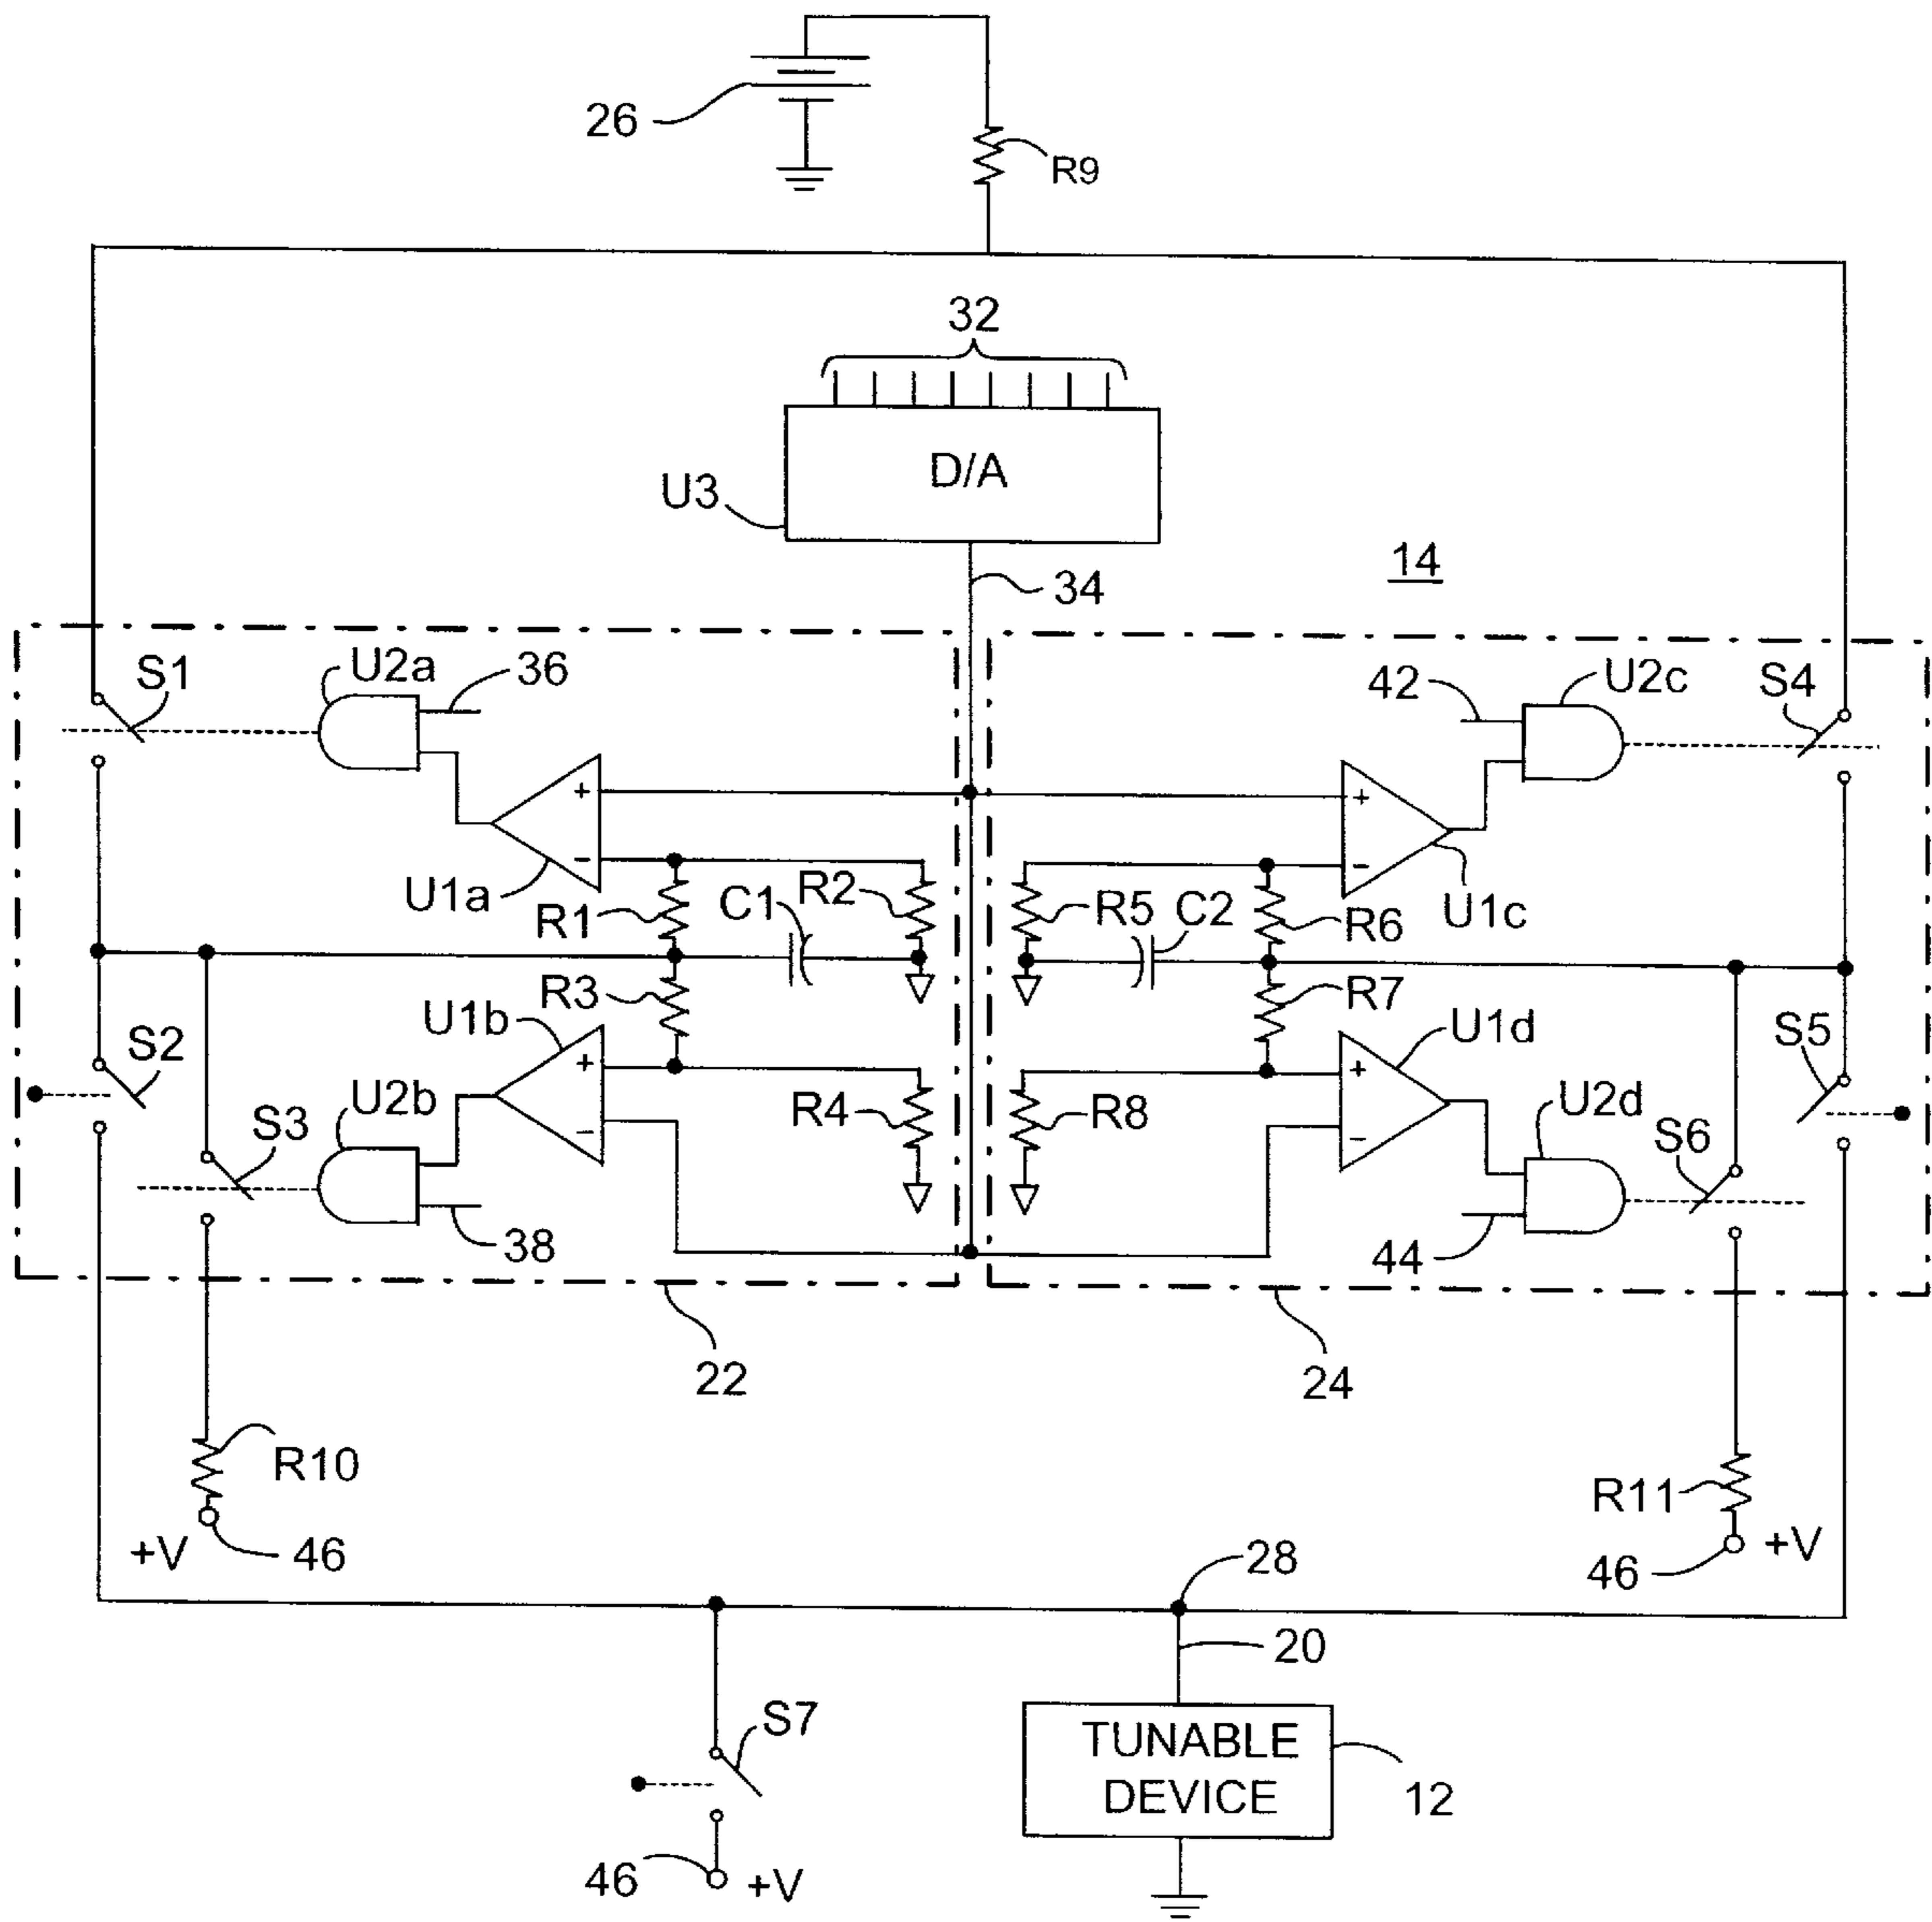 26
R9
32
D/A
U3
14
34
S1
U2a
36
42
U2c
S4
+
+
-
-
U1a
R1
C1
R2
R5
C2
R6
U1c
R3
R7
U1b
U1d
S2
S5
+
+
U2b
R4
R8
U2d
S3
S6
-
-
38
44
22
24
R10
R11
+V
46
46
+V
28
20
S7
TUNABLE
DEVICE
12
46
+V